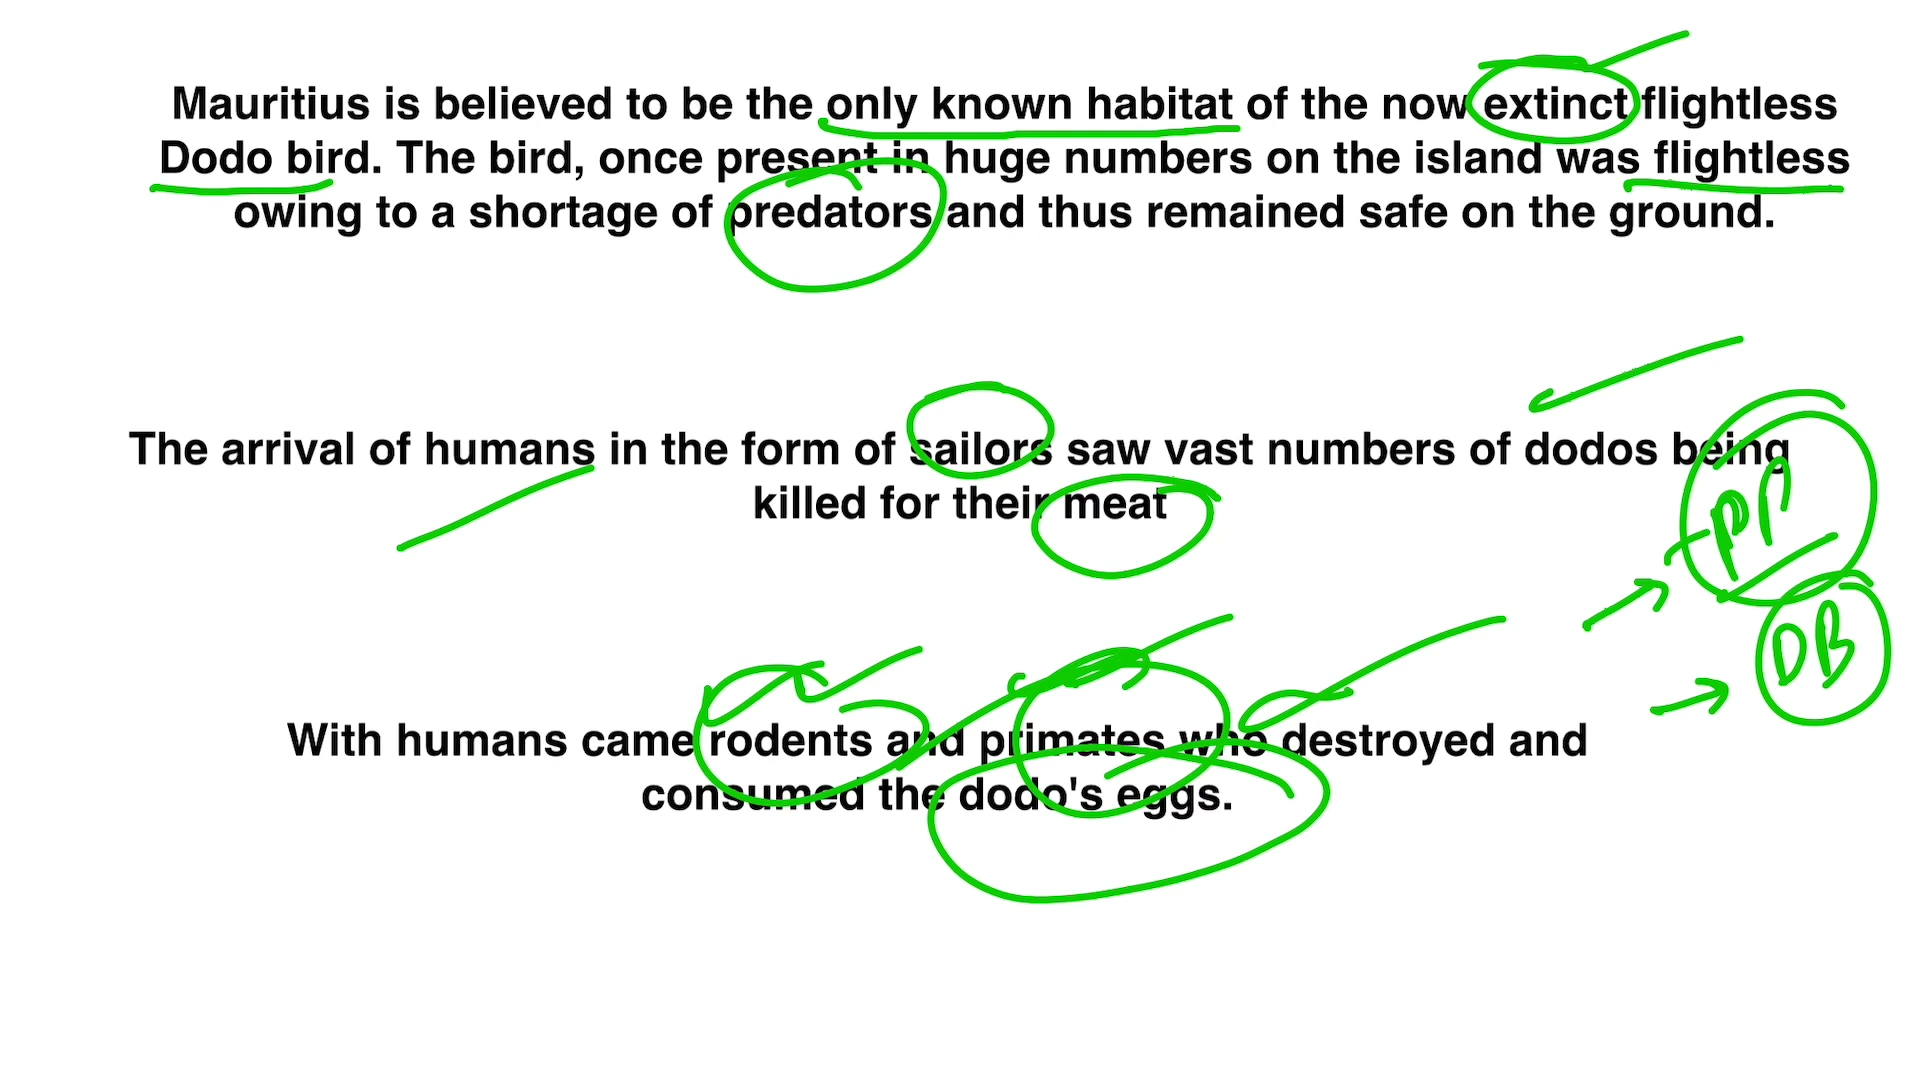 Mauritius is believed to be the only known habitat of the now extinct flightless
Dodo bird. The bird, once present in huge numbers on the island was flightless
owing to a shortage of predators and thus remained safe on the ground.
The arrival of humans in the form of sailors saw vast numbers of dodos being
killed for their meat
DB
With humans came rodents and primates who destroyed and
consumed the dodo's eggs.